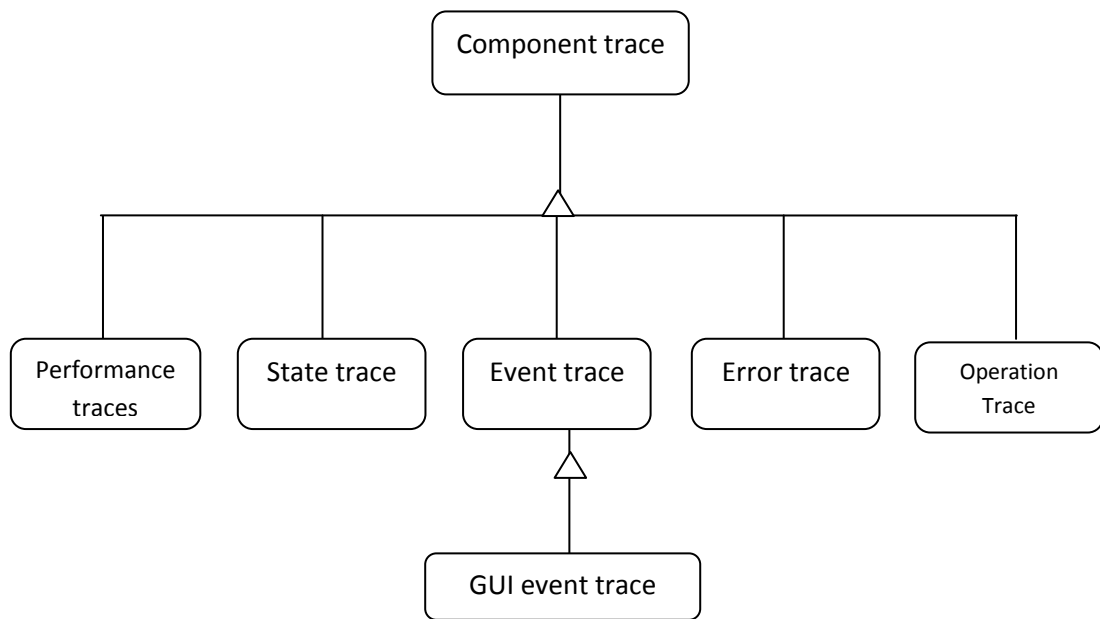 Component trace
Performance
traces
State trace
Event trace
Error trace
Operation
Trace
GUI event trace